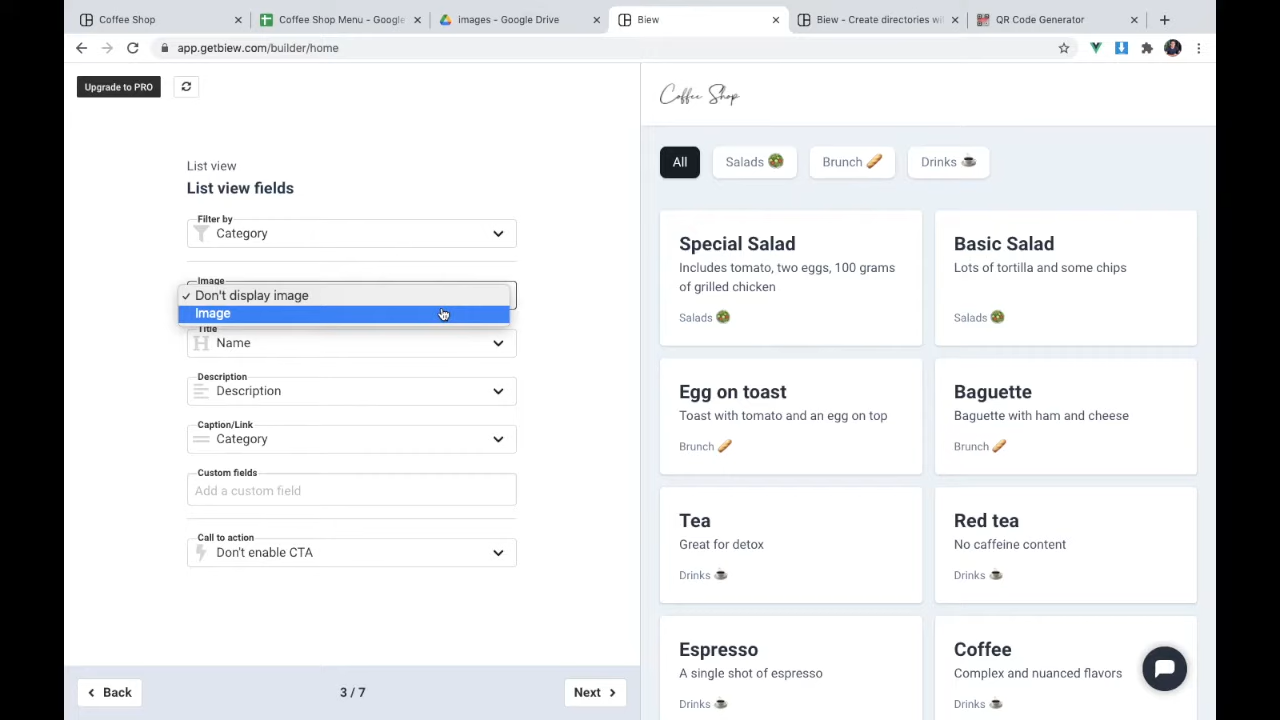 Coffee Shop
Coffee Shop Menu - Google
images - Google Drive
Biew
Biew - Create directories wi
QR Code Generator
app.getbiew.com/builder/home
Upgrade to PRO
List view
List view fields
Filter by
Category
Image
✓ Don't display image
Image
Title
Name
Description
Description
Caption/Link
Category
Custom fields
Add a custom field
Call to action
Don't enable CTA
Back
3 / 7
Next
Coffee Shop
All
Salads 🥗
Brunch 🥖
Drinks ☕
Special Salad
Includes tomato, two eggs, 100 grams
of grilled chicken
Salads 🥗
Basic Salad
Lots of tortilla and some chips
Salads 🥗
Egg on toast
Toast with tomato and an egg on top
Brunch 🥖
Baguette
Baguette with ham and cheese
Brunch 🥖
Tea
Great for detox
Drinks ☕
Red tea
No caffeine content
Drinks ☕
Espresso
A single shot of espresso
Drinks ☕
Coffee
Complex and nuanced flavors
Drinks ☕